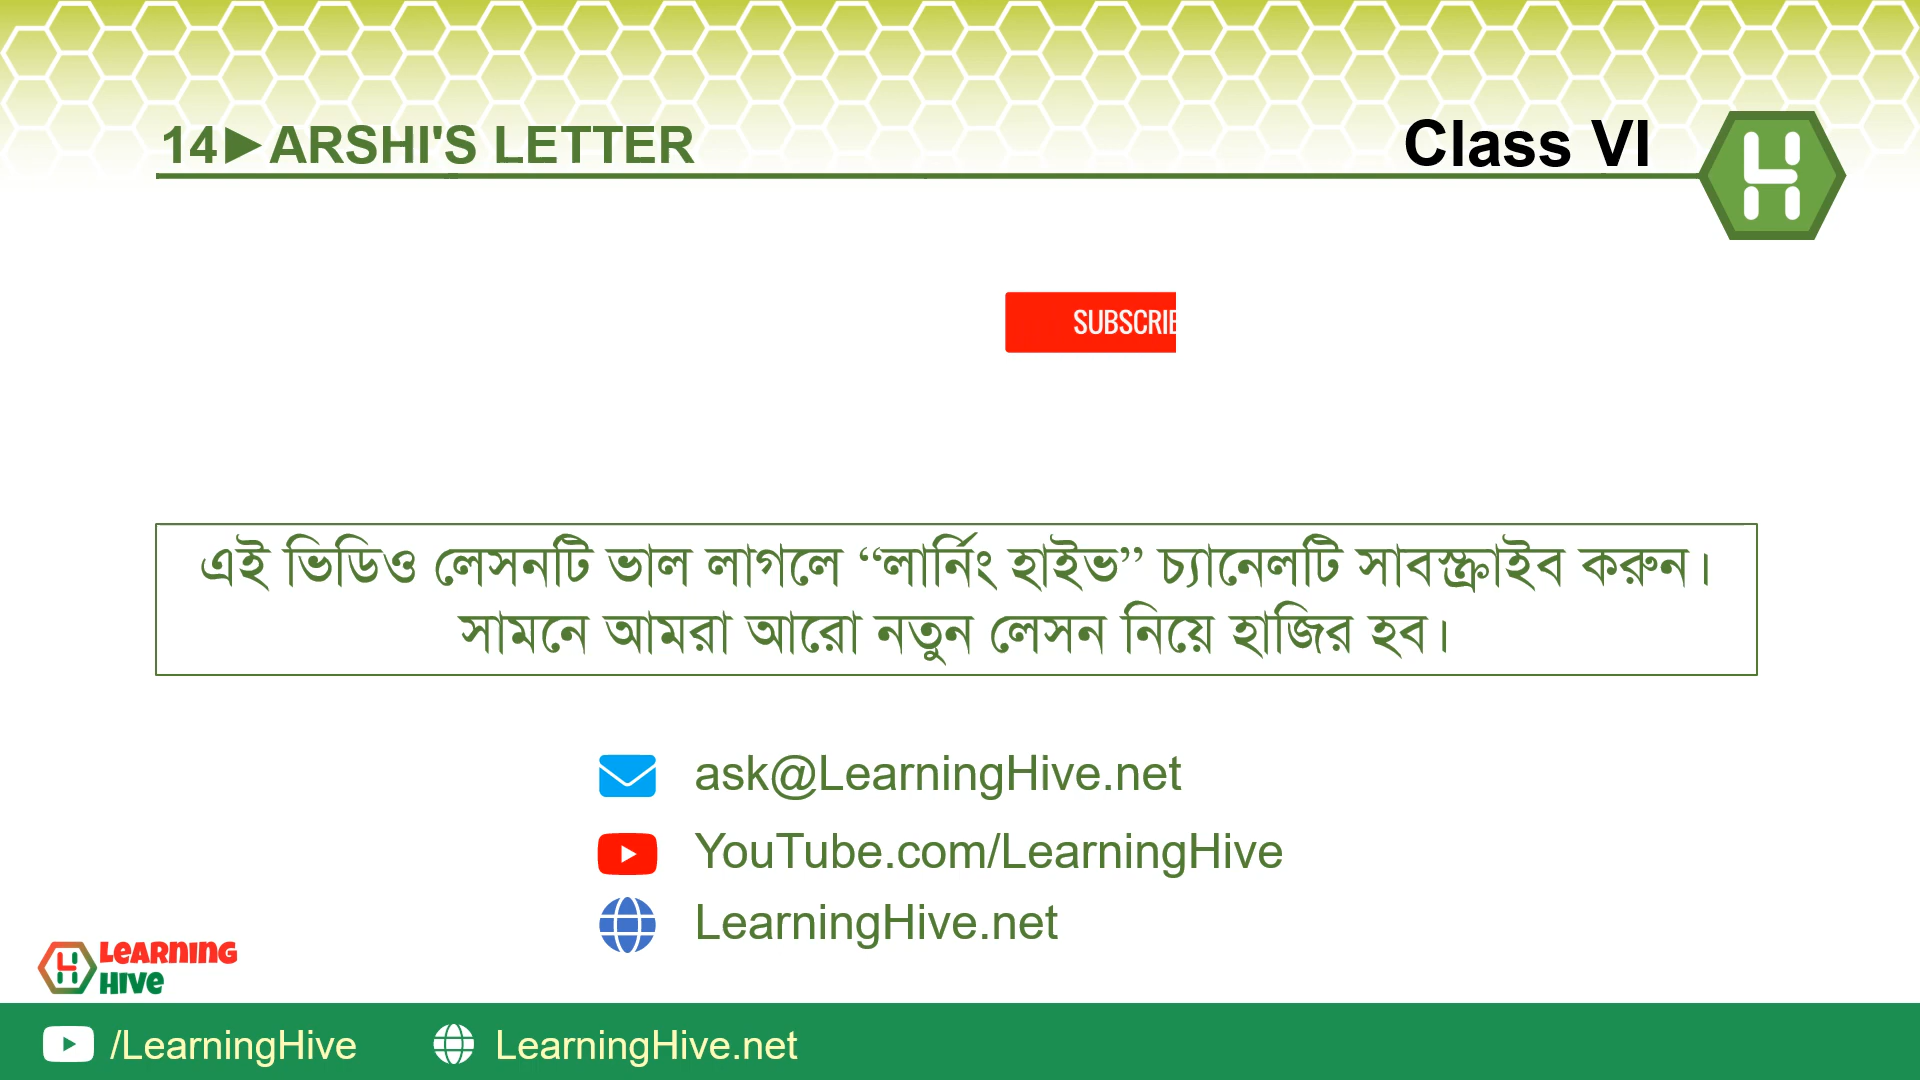 14►ARSHI'S LETTER
Class VI
এই ভিডিও লেসনটি ভাল লাগলে “লার্নিং হাইভ” চ্যানেলটি সাবস্ক্রাইব করুন।
সামনে আমরা আরো নতুন লেসন নিয়ে হাজির হব।
ask@LearningHive.net
YouTube.com/LearningHive
LearningHive.net
LEARNING
HIVE
/LearningHive
LearningHive.net